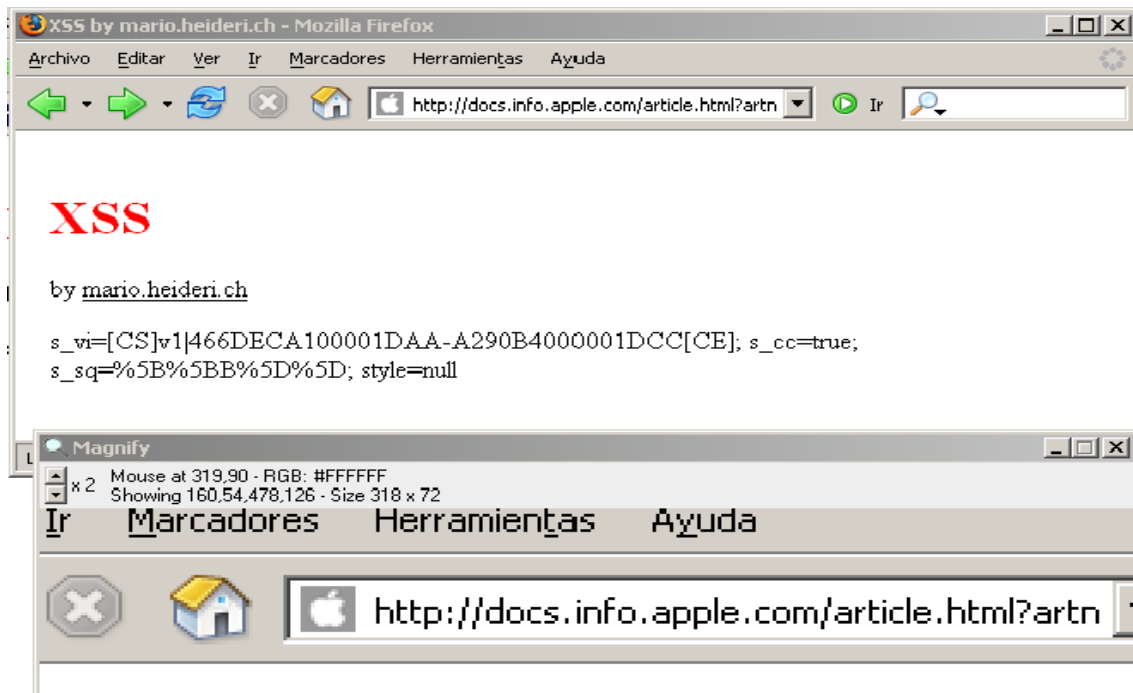 XSS by mario.heideri.ch - Mozilla Firefox
Archivo Editar Ver Ir Marcadores Herramientas Ayuda
http://docs.info.apple.com/article.html?artn Ir
XSS
by mario.heideri.ch
s_vi=[CS]v1|466DECA100001DAA-A290B4000001DCC[CE]; s_cc=true;
s_sq=%5B%5BB%5D%5D; style=null
Magnify
x 2 Mouse at 319,90 - RGB: #FFFFFF
Showing 160,54,478,126 - Size 318 x 72
Ir Marcadores Herramientas Ayuda
http://docs.info.apple.com/article.html?artn